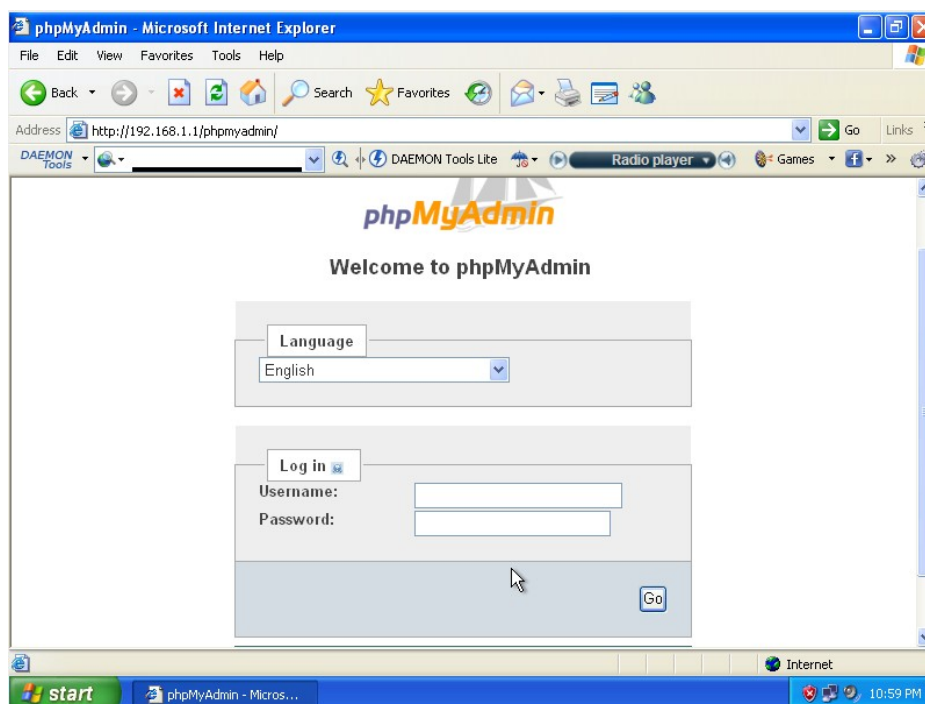 phpMyAdmin - Microsoft Internet Explorer
File Edit View Favorites Tools Help
Back Search Favorites
Address http://192.168.1.1/phpmyadmin/ Go Links
DAEMON Tools DAEMON Tools Lite Radio player Games »
phpMyAdmin
Welcome to phpMyAdmin
Language
English
Log in
Username:
Password:
Go
Internet
start phpMyAdmin - Micros... 10:59 PM